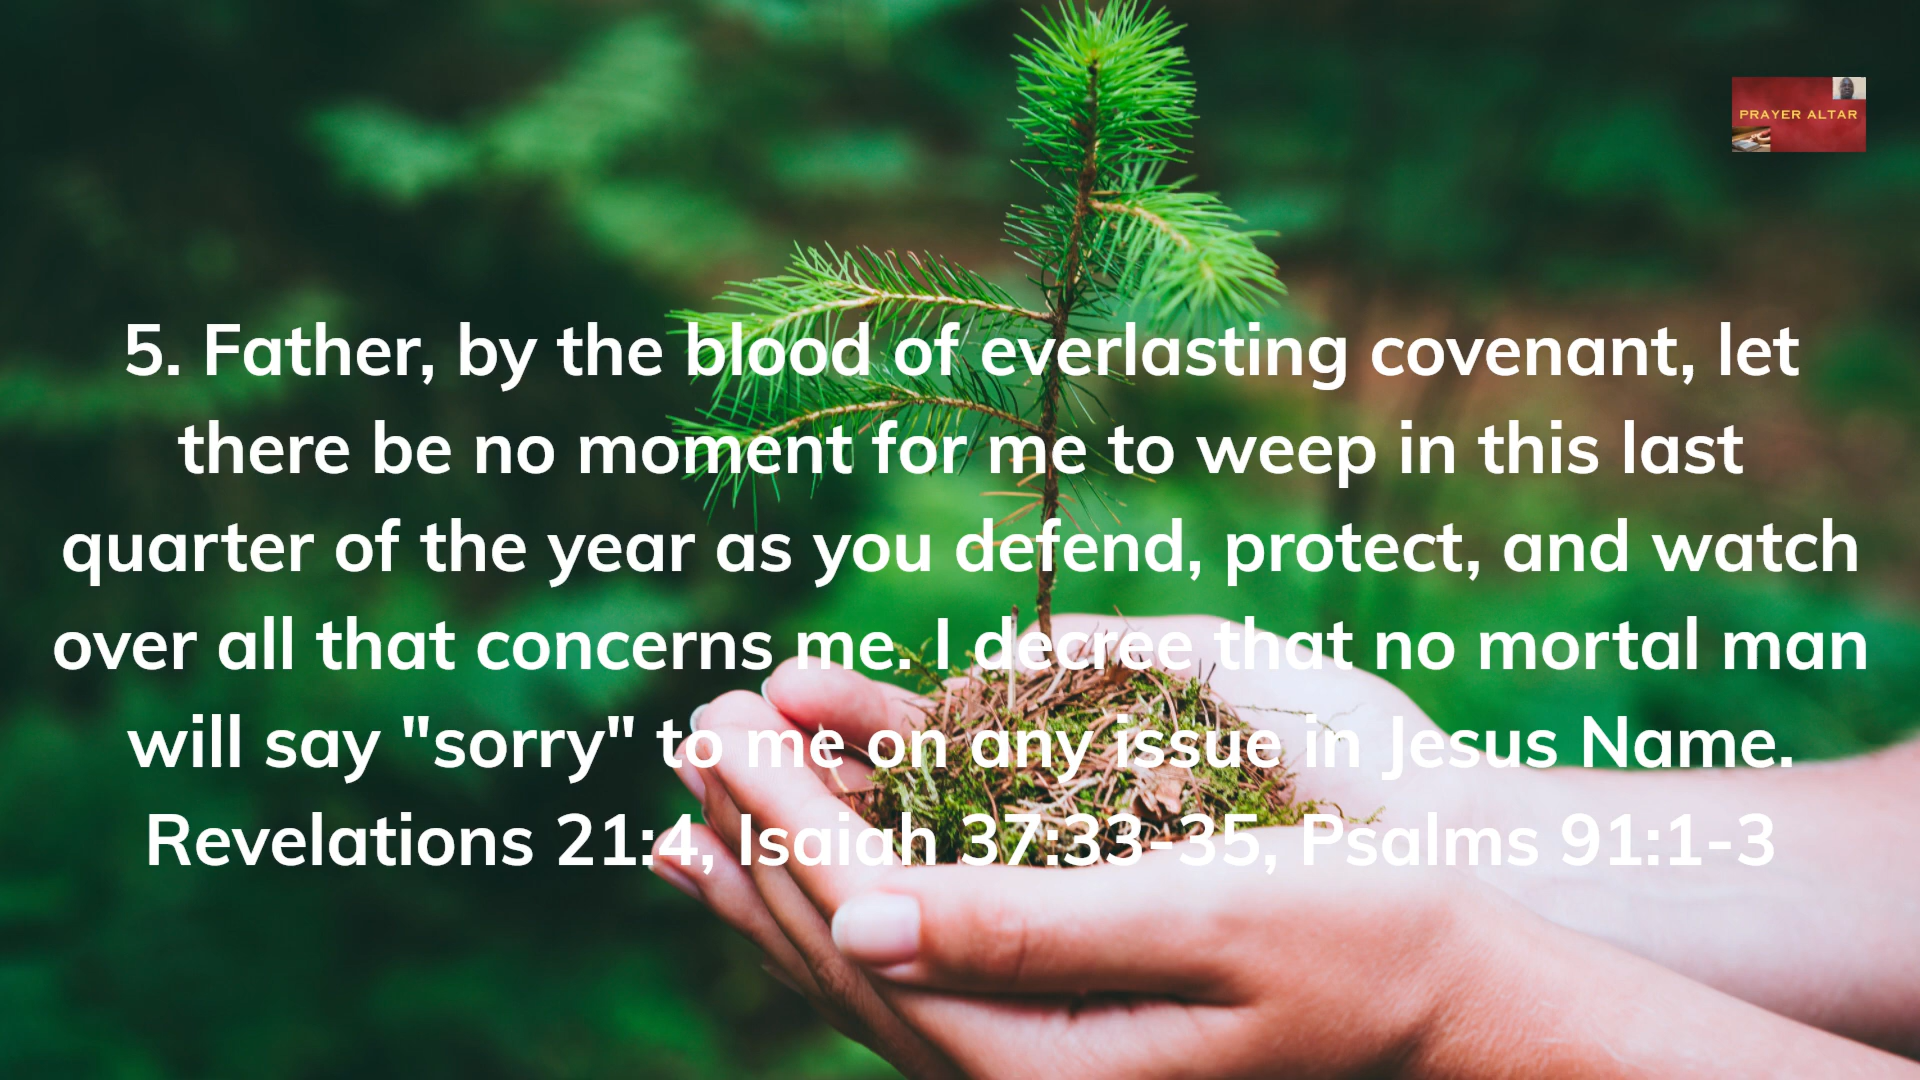 PRAYER ALTAR
5. Father, by the blood of everlasting covenant, let
there be no moment for me to weep in this last
quarter of the year as you defend, protect, and watch
over all that concerns me. I decree that no mortal man
will say "sorry" to me on any issue in Jesus Name.
Revelations 21:4, Isaiah 37:33-35, Psalms 91:1-3